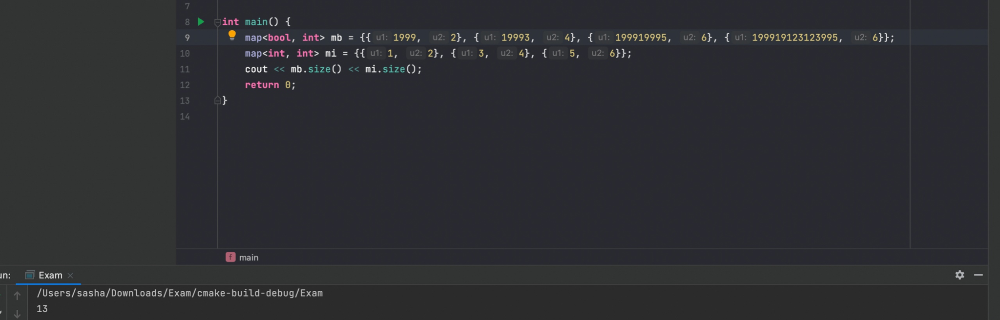 7
8 int main() {
9 map<bool, int> mb = {{ u1: 1999, u2: 2}, { u1: 19993, u2: 4}, { u1: 199919995, u2: 6}, { u1: 199919123123995, u2: 6}};
10 map<int, int> mi = {{ u1: 1, u2: 2}, { u1: 3, u2: 4}, { u1: 5, u2: 6}};
11 cout << mb.size() << mi.size();
12 return 0;
13 }
14
f main
un: Exam ×
/Users/sasha/Downloads/Exam/cmake-build-debug/Exam
13